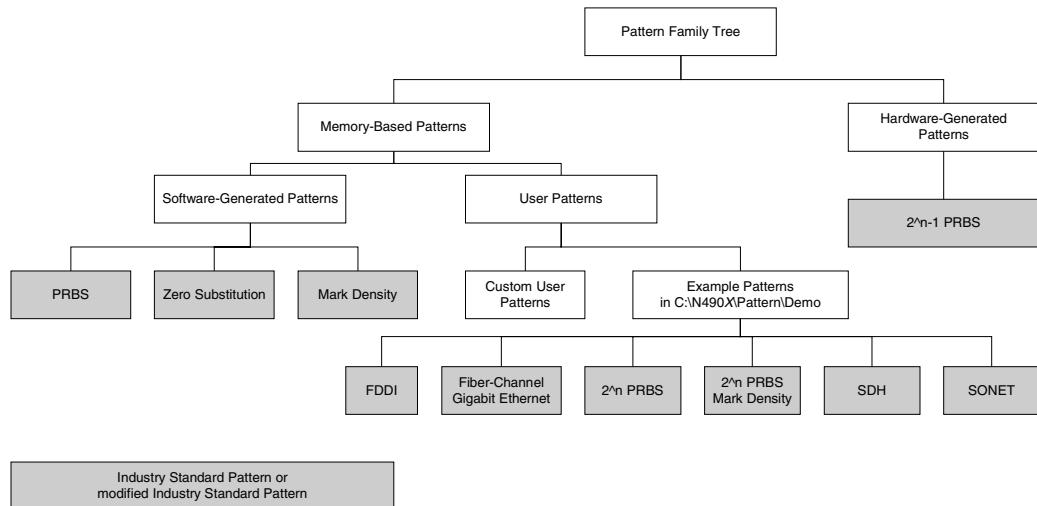 Pattern Family Tree
Memory-Based Patterns
Hardware-Generated
Patterns
Software-Generated Patterns
User Patterns
2^n-1 PRBS
PRBS
Zero Substitution
Mark Density
Custom User
Patterns
Example Patterns
in C:\N490X\Pattern\Demo
FDDI
Fiber-Channel
Gigabit Ethernet
2^n PRBS
2^n PRBS
Mark Density
SDH
SONET
Industry Standard Pattern or
modified Industry Standard Pattern